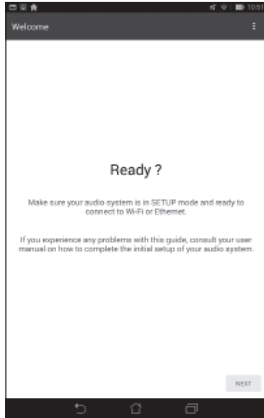 10:51
Welcome
Ready ?
Make sure your audio system is in SETUP mode and ready to
connect to Wi-Fi or Ethernet.
If you experience any problems with this guide, consult your user
manual on how to complete the initial setup of your audio system.
NEXT